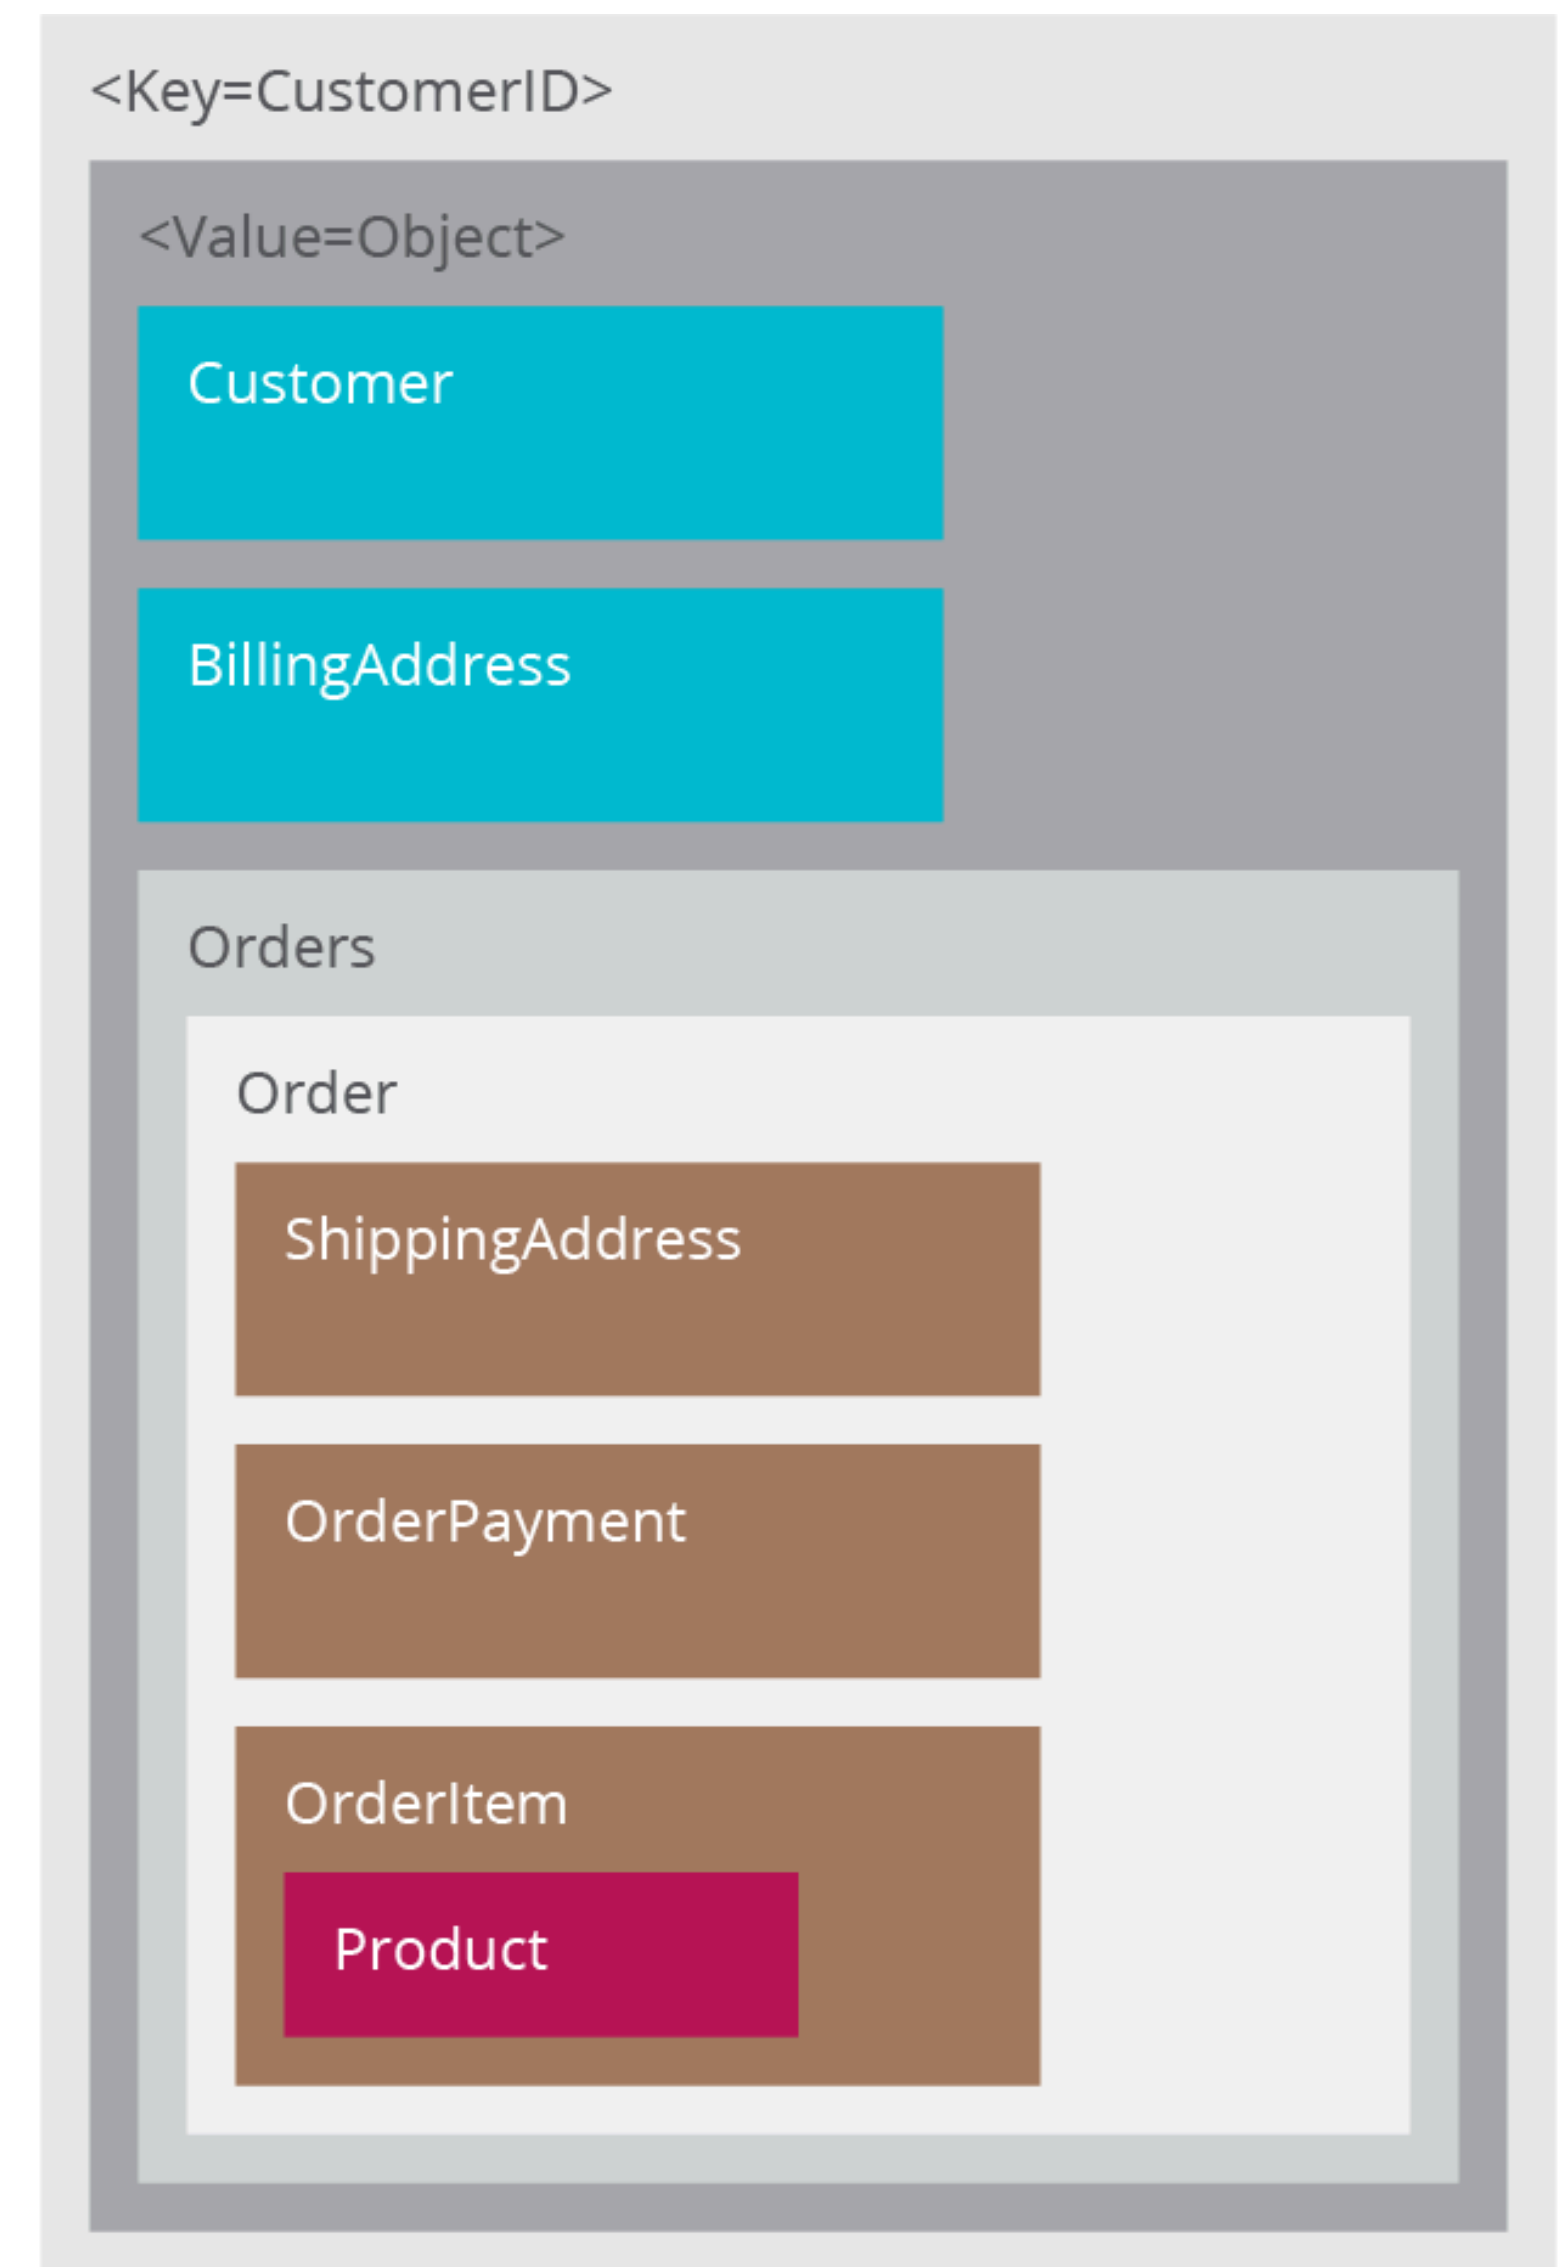 <Key=CustomerID>
<Value=Object>
Customer
BillingAddress
Orders
Order
ShippingAddress
OrderPayment
OrderItem
Product